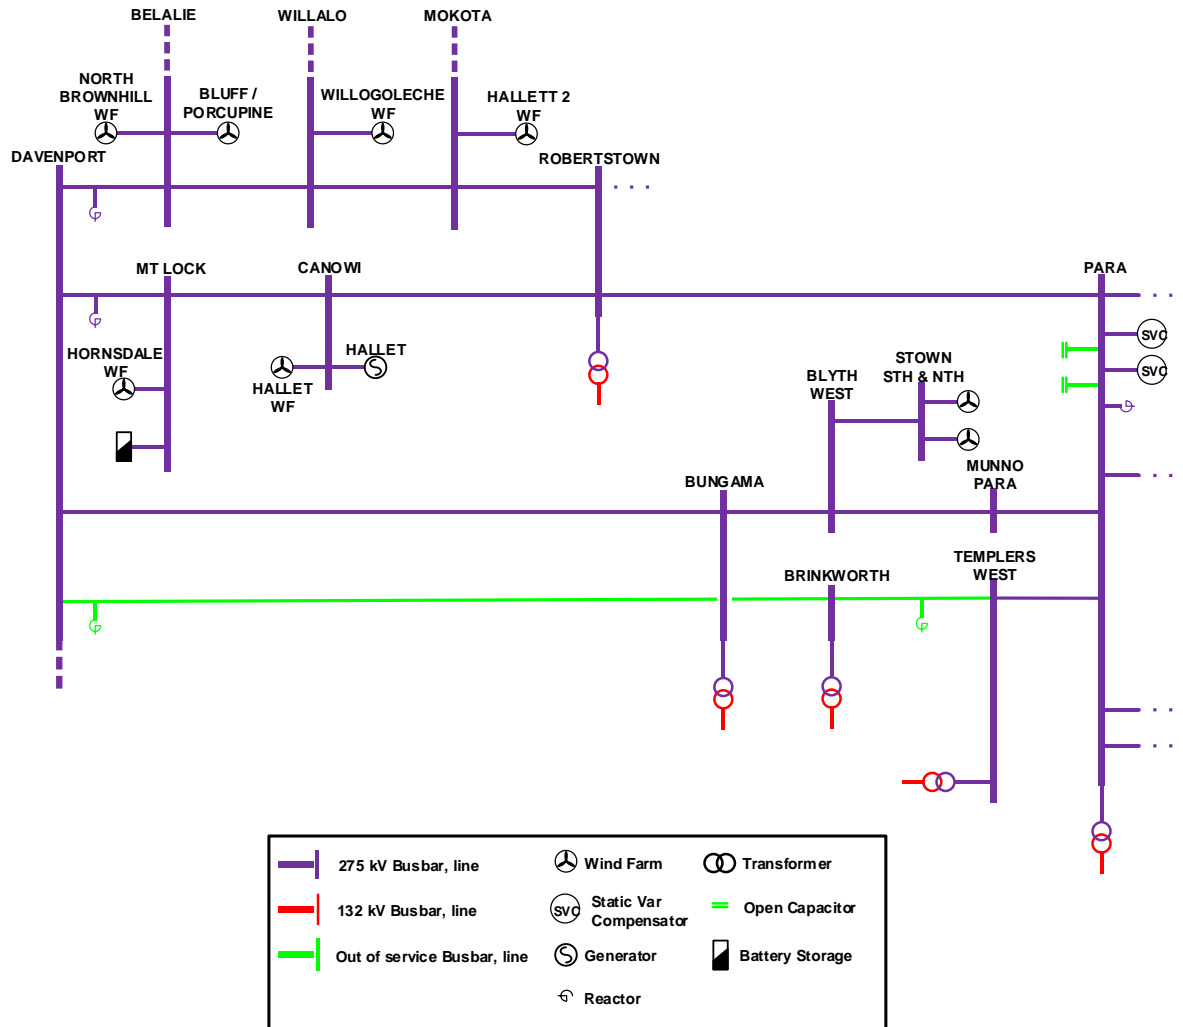 BELALIE
WILLALO
MOKOTA
NORTH
BROWNHILL
WF
BLUFF /
PORCUPINE
WILLOGOLECHE
WF
HALLETT 2
WF
DAVENPORT
ROBERTSTOWN
MT LOCK
CANOWI
PARA
HORNSDALE
WF
HALLET
HALLET
WF
SVC
SVC
STOWN
STH & NTH
BLYTH
WEST
MUNNO
PARA
BUNGAMA
BRINKWORTH
TEMPLERS
WEST
275 kV Busbar, line
Wind Farm
Transformer
132 kV Busbar, line
SVC
Static Var
Compensator
Open Capacitor
Out of service Busbar, line
Generator
Battery Storage
Reactor